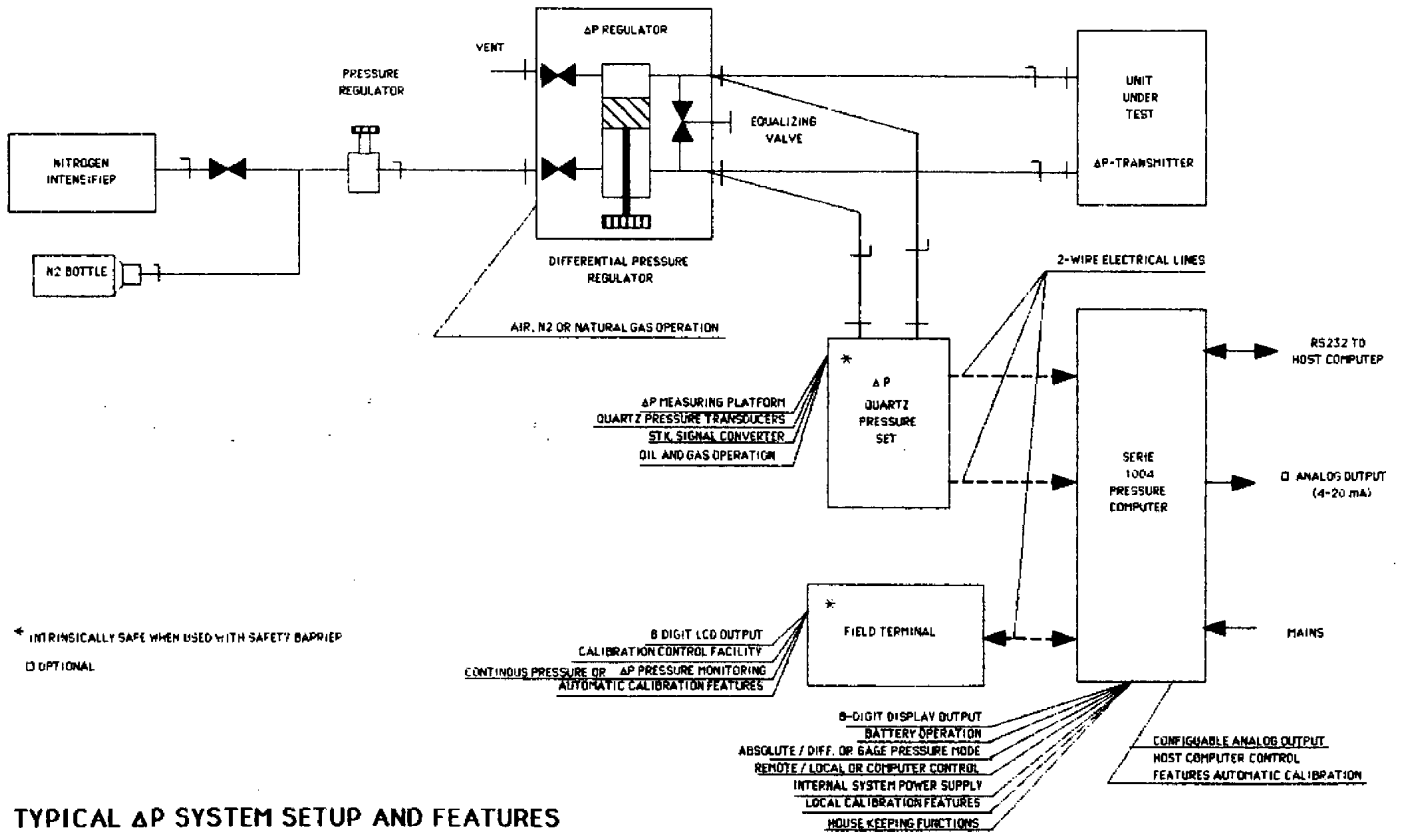 ΔP REGULATOR
VENT
PRESSURE
REGULATOR
UNIT
UNDER
TEST
ΔP-TRANSMITTER
EQUALIZING
VALVE
NITROGEN
INTENSIFIER
N2 BOTTLE
DIFFERENTIAL PRESSURE
REGULATOR
2-WIRE ELECTRICAL LINES
AIR, N2 OR NATURAL GAS OPERATION
RS232 TO
HOST COMPUTER
*
ΔP
QUARTZ
PRESSURE
SET
ΔP MEASURING PLATFORM
QUARTZ PRESSURE TRANSDUCERS
STK. SIGNAL CONVERTER
OIL AND GAS OPERATION
SERIE
1004
PRESSURE
COMPUTER
□ ANALOG OUTPUT
(4-20 mA)
*
FIELD TERMINAL
MAINS
* INTRINSICALLY SAFE WHEN USED WITH SAFETY BARRIER
□ OPTIONAL
8 DIGIT LCD OUTPUT
CALIBRATION CONTROL FACILITY
CONTINOUS PRESSURE OR ΔP PRESSURE MONITORING
AUTOMATIC CALIBRATION FEATURES
8-DIGIT DISPLAY OUTPUT
BATTERY OPERATION
ABSOLUTE / DIFF. OR GAGE PRESSURE MODE
REMOTE / LOCAL OR COMPUTER CONTROL
INTERNAL SYSTEM POWER SUPPLY
LOCAL CALIBRATION FEATURES
HOUSE KEEPING FUNCTIONS
CONFIGUABLE ANALOG OUTPUT
HOST COMPUTER CONTROL
FEATURES AUTOMATIC CALIBRATION
TYPICAL ΔP SYSTEM SETUP AND FEATURES